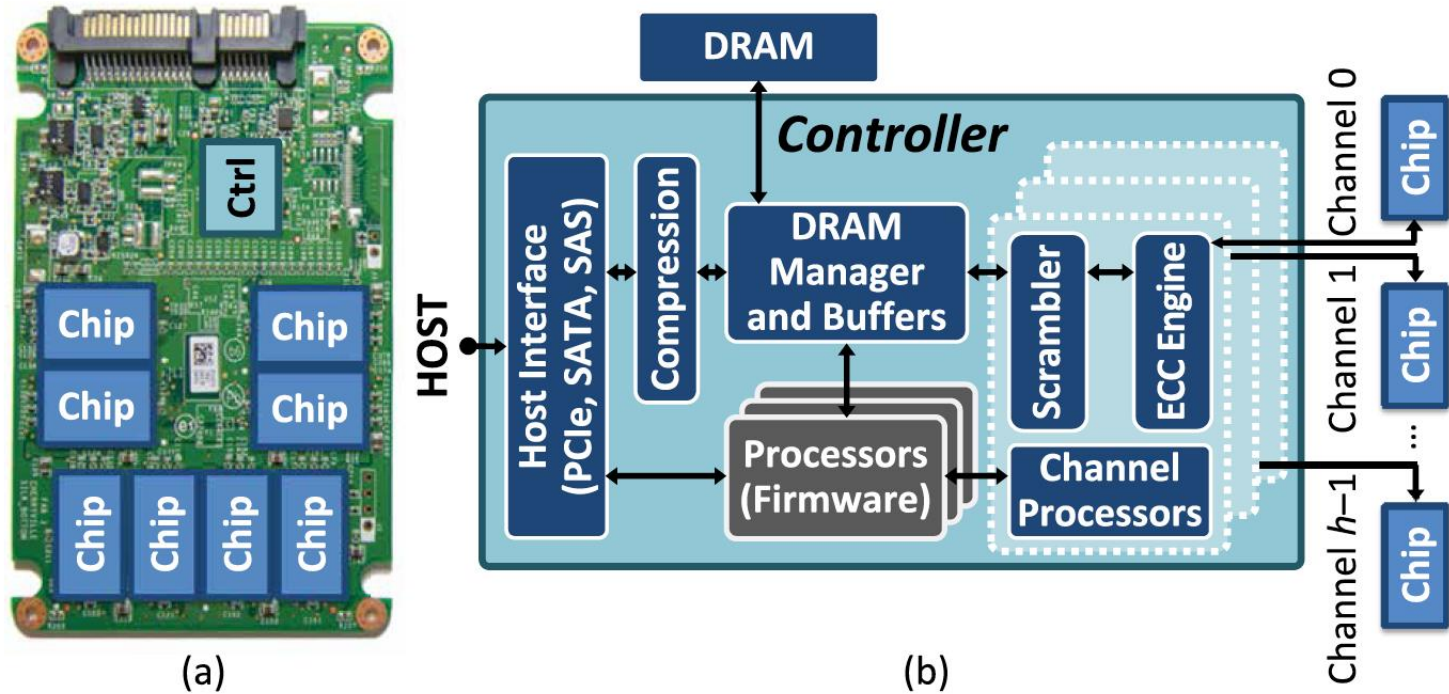 Ctrl
Chip
Chip
Chip
Chip
Chip
Chip
Chip
Chip
(a)
DRAM
Controller
HOST
Host Interface
(PCIe, SATA, SAS)
Compression
DRAM
Manager
and Buffers
Processors
(Firmware)
Scrambler
ECC Engine
Channel
Processors
Channel 0
Chip
Channel 1
Chip
...
Channel h–1
Chip
(b)